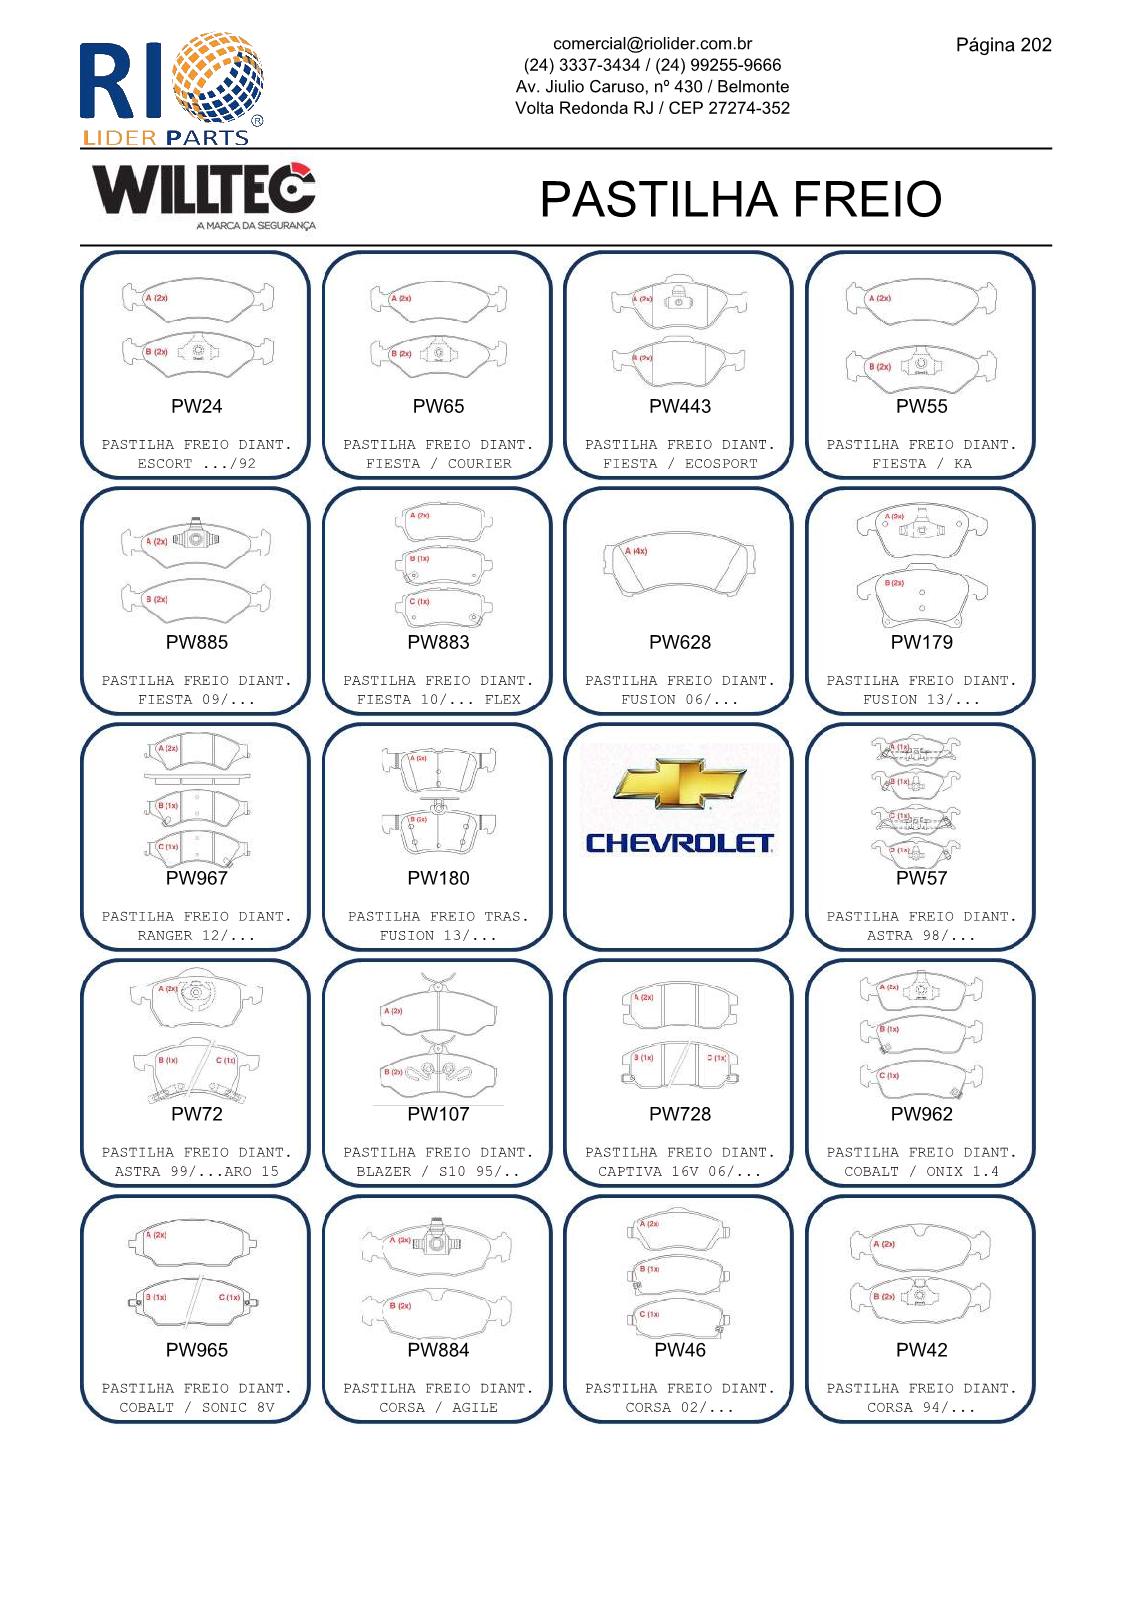 RIO
LIDER PARTS
®
comercial@riolider.com.br
(24) 3337-3434 / (24) 99255-9666
Av. Jiulio Caruso, nº 430 / Belmonte
Volta Redonda RJ / CEP 27274-352
Página 202
WILLTEC
A MARCA DA SEGURANÇA
PASTILHA FREIO
A (2x)
B (2x)
PW24
PASTILHA FREIO DIANT.
ESCORT .../92
A (2x)
B (2x)
PW65
PASTILHA FREIO DIANT.
FIESTA / COURIER
A (2x)
B (2x)
PW443
PASTILHA FREIO DIANT.
FIESTA / ECOSPORT
A (2x)
B (2x)
PW55
PASTILHA FREIO DIANT.
FIESTA / KA
A (2x)
B (2x)
PW885
PASTILHA FREIO DIANT.
FIESTA 09/...
A (2x)
B (1x)
C (1x)
PW883
PASTILHA FREIO DIANT.
FIESTA 10/... FLEX
A (4x)
PW628
PASTILHA FREIO DIANT.
FUSION 06/...
A (2x)
B (2x)
PW179
PASTILHA FREIO DIANT.
FUSION 13/...
A (2x)
B (1x)
C (1x)
PW967
PASTILHA FREIO DIANT.
RANGER 12/...
A (2x)
B (2x)
PW180
PASTILHA FREIO TRAS.
FUSION 13/...
CHEVROLET
A (1x)
B (1x)
C (1x)
D (1x)
PW57
PASTILHA FREIO DIANT.
ASTRA 98/...
A (2x)
B (1x) C (1x)
PW72
PASTILHA FREIO DIANT.
ASTRA 99/...ARO 15
A (2x)
B (2x)
PW107
PASTILHA FREIO DIANT.
BLAZER / S10 95/..
A (2x)
B (1x) C (1x)
PW728
PASTILHA FREIO DIANT.
CAPTIVA 16V 06/...
A (2x)
B (1x)
C (1x)
PW962
PASTILHA FREIO DIANT.
COBALT / ONIX 1.4
A (2x)
B (1x) C (1x)
PW965
PASTILHA FREIO DIANT.
COBALT / SONIC 8V
A (2x)
B (2x)
PW884
PASTILHA FREIO DIANT.
CORSA / AGILE
A (2x)
B (1x)
C (1x)
PW46
PASTILHA FREIO DIANT.
CORSA 02/...
A (2x)
B (2x)
PW42
PASTILHA FREIO DIANT.
CORSA 94/...